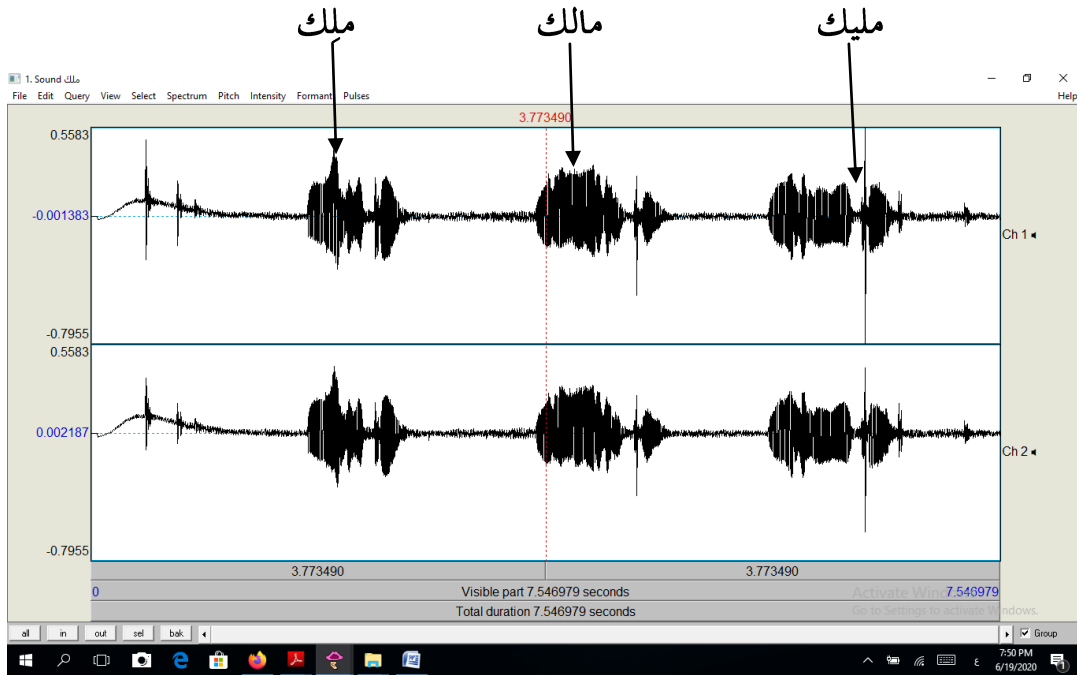 ملِك مالك مليك
1. Sound ملك
File Edit Query View Select Spectrum Pitch Intensity Formant Pulses Help
3.773490
0.5583
-0.001383
Ch 1
-0.7955
0.5583
0.002187
Ch 2
-0.7955
3.773490 3.773490
0 Visible part 7.546979 seconds 7.546979
Total duration 7.546979 seconds
Activate Windows
Go to Settings to activate Windows.
all in out sel bak Group
7:50 PM
ع 6/19/2020 1